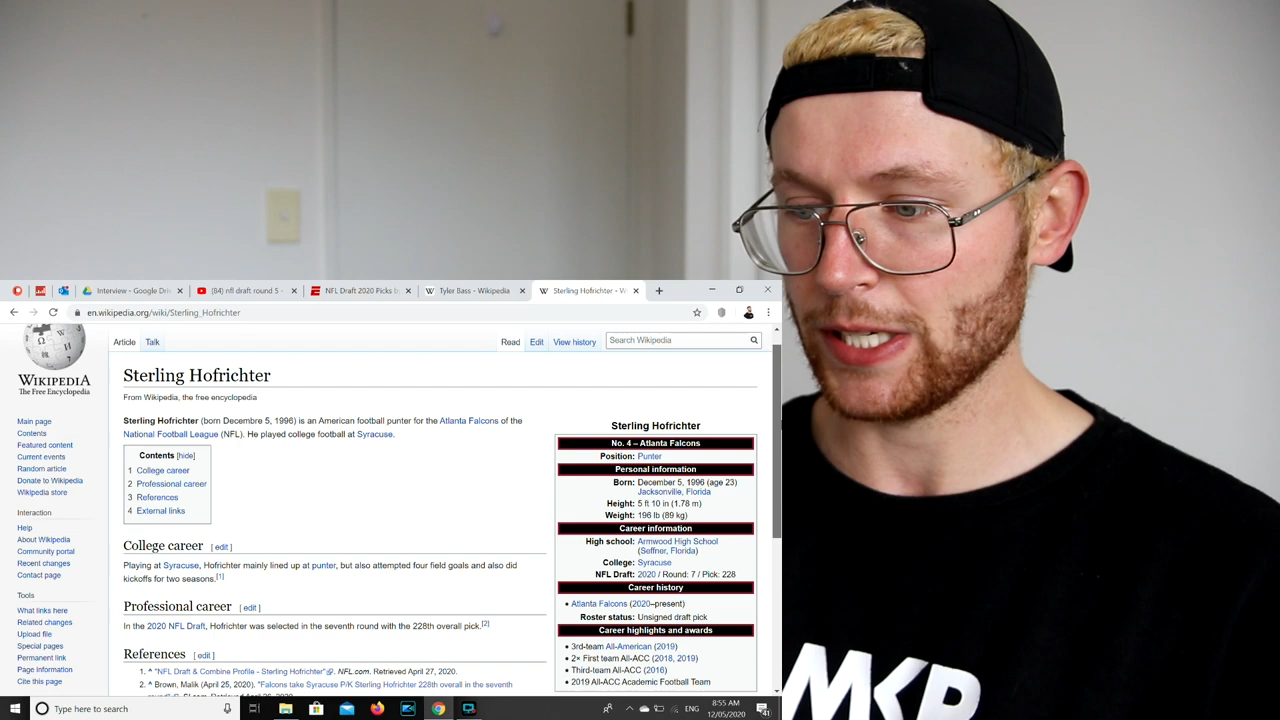 Interview - Google Dri
(84) nfl draft round 5 -
NFL Draft 2020 Picks tr
Tyler Bass - Wikipedia
Sterling Hofrichter - W
en.wikipedia.org/wiki/Sterling_Hofrichter
Article Talk Read Edit View history Search Wikipedia
WIKIPEDIA
The Free Encyclopedia
Main page
Contents
Featured content
Current events
Random article
Donate to Wikipedia
Wikipedia store
Interaction
Help
About Wikipedia
Community portal
Recent changes
Contact page
Tools
What links here
Related changes
Upload file
Special pages
Permanent link
Page information
Cite this page
Sterling Hofrichter
From Wikipedia, the free encyclopedia
Sterling Hofrichter (born Decembre 5, 1996) is an American football punter for the Atlanta Falcons of the
National Football League (NFL). He played college football at Syracuse.
Contents [hide]
1 College career
2 Professional career
3 References
4 External links
College career [ edit ]
Playing at Syracuse, Hofrichter mainly lined up at punter, but also attempted four field goals and also did
kickoffs for two seasons.[1]
Professional career [ edit ]
In the 2020 NFL Draft, Hofrichter was selected in the seventh round with the 228th overall pick.[2]
References [ edit ]
1. ^ "NFL Draft & Combine Profile - Sterling Hofrichter". NFL.com. Retrieved April 27, 2020.
2. ^ Brown, Malik (April 25, 2020). "Falcons take Syracuse P/K Sterling Hofrichter 228th overall in the seventh
Sterling Hofrichter
No. 4 – Atlanta Falcons
Position: Punter
Personal information
Born: December 5, 1996 (age 23)
Jacksonville, Florida
Height: 5 ft 10 in (1.78 m)
Weight: 196 lb (89 kg)
Career information
High school: Armwood High School
(Seffner, Florida)
College: Syracuse
NFL Draft: 2020 / Round: 7 / Pick: 228
Career history
• Atlanta Falcons (2020–present)
Roster status: Unsigned draft pick
Career highlights and awards
• 3rd-team All-American (2019)
• 2× First team All-ACC (2018, 2019)
• Third-team All-ACC (2016)
• 2019 All-ACC Academic Football Team
Type here to search
ENG
8:55 AM
12/05/2020
41
MKR